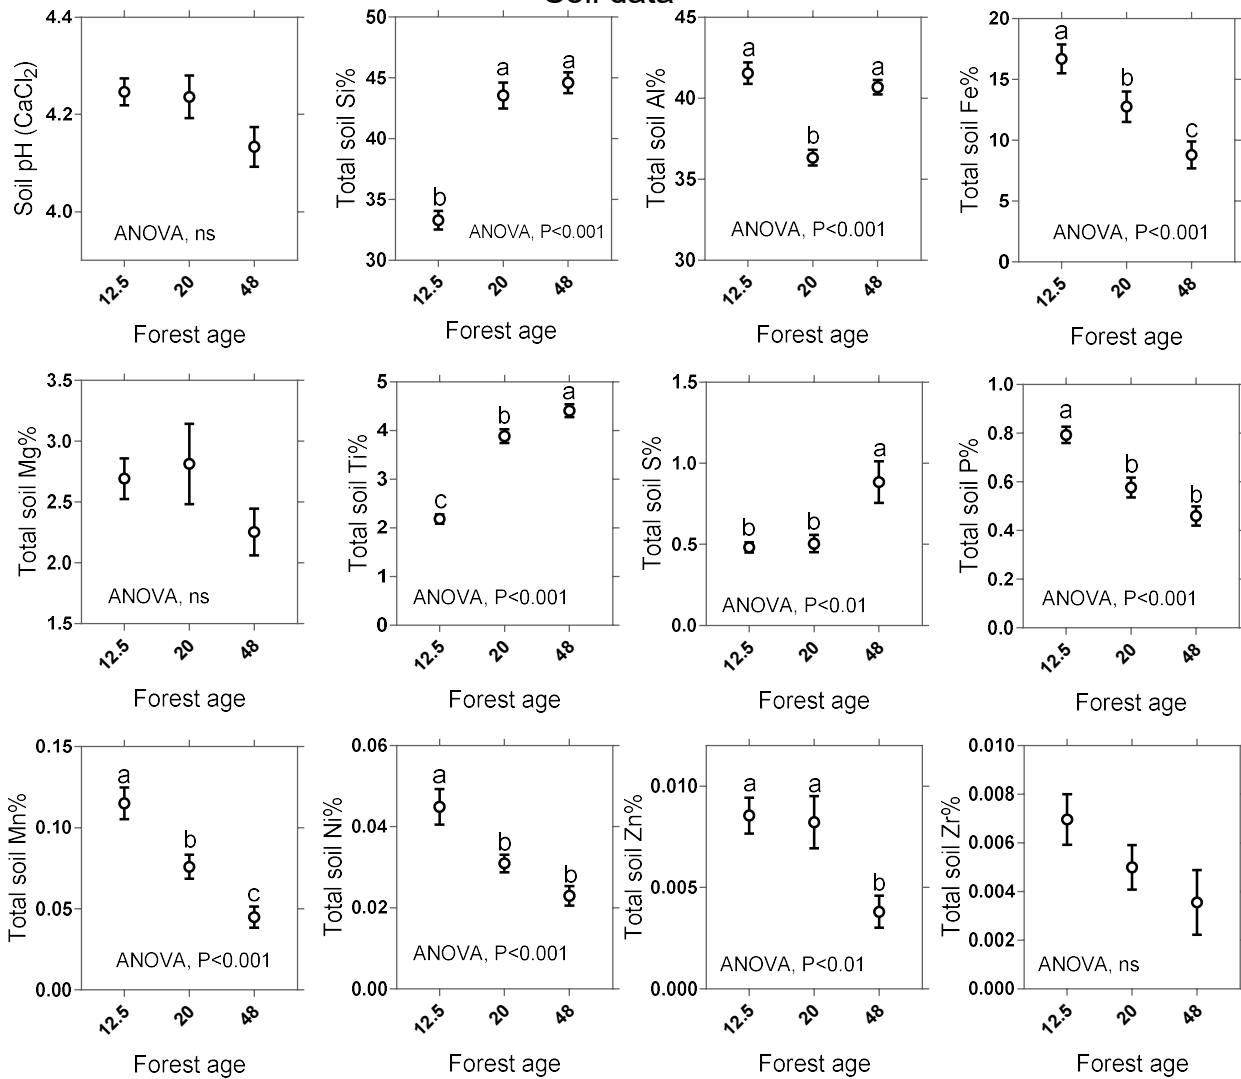 Soil data
4.4
4.2
4.0
Soil pH (CaCl₂)
ANOVA, ns
12.5
20
48
Forest age
50
45
40
35
30
Total soil Si%
b
a
a
ANOVA, P<0.001
12.5
20
48
Forest age
45
40
35
30
Total soil Al%
a
b
a
ANOVA, P<0.001
12.5
20
48
Forest age
20
15
10
5
0
Total soil Fe%
a
b
c
ANOVA, P<0.001
12.5
20
48
Forest age
3.5
3.0
2.5
2.0
1.5
Total soil Mg%
ANOVA, ns
12.5
20
48
Forest age
5
4
3
2
1
0
Total soil Ti%
c
b
a
ANOVA, P<0.001
12.5
20
48
Forest age
1.5
1.0
0.5
0.0
Total soil S%
b
b
a
ANOVA, P<0.01
12.5
20
48
Forest age
1.0
0.8
0.6
0.4
0.2
0.0
Total soil P%
a
b
b
ANOVA, P<0.001
12.5
20
48
Forest age
0.15
0.10
0.05
0.00
Total soil Mn%
a
b
c
ANOVA, P<0.001
12.5
20
48
Forest age
0.06
0.04
0.02
0.00
Total soil Ni%
a
b
b
ANOVA, P<0.001
12.5
20
48
Forest age
0.010
0.005
0.000
Total soil Zn%
a
a
b
ANOVA, P<0.01
12.5
20
48
Forest age
0.010
0.008
0.006
0.004
0.002
0.000
Total soil Zr%
ANOVA, ns
12.5
20
48
Forest age